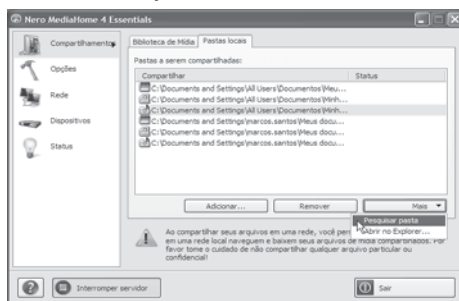 Nero MediaHome 4 Essentials
Compartilhamentos
Opções
Rede
Dispositivos
Status
Biblioteca de Mídia
Pastas locais
Pastas a serem compartilhadas:
Compartilhar Status
C:\Documents and Settings\All Users\Documentos\Meu...
C:\Documents and Settings\All Users\Documentos\Minh...
C:\Documents and Settings\All Users\Documentos\Minh...
C:\Documents and Settings\marcos.santos\Meus docu...
C:\Documents and Settings\marcos.santos\Meus docu...
C:\Documents and Settings\marcos.santos\Meus docu...
Adicionar... Remover Mais
Pesquisar pasta
Abrir no Explorer...
Ao compartilhar seus arquivos em uma rede, você perm
em uma rede local naveguem e baixem seus arquivos de mídia compartilhados. Por
favor tome o cuidado de não compartilhar qualquer arquivo particular ou
confidencial!
Interromper servidor
Sair